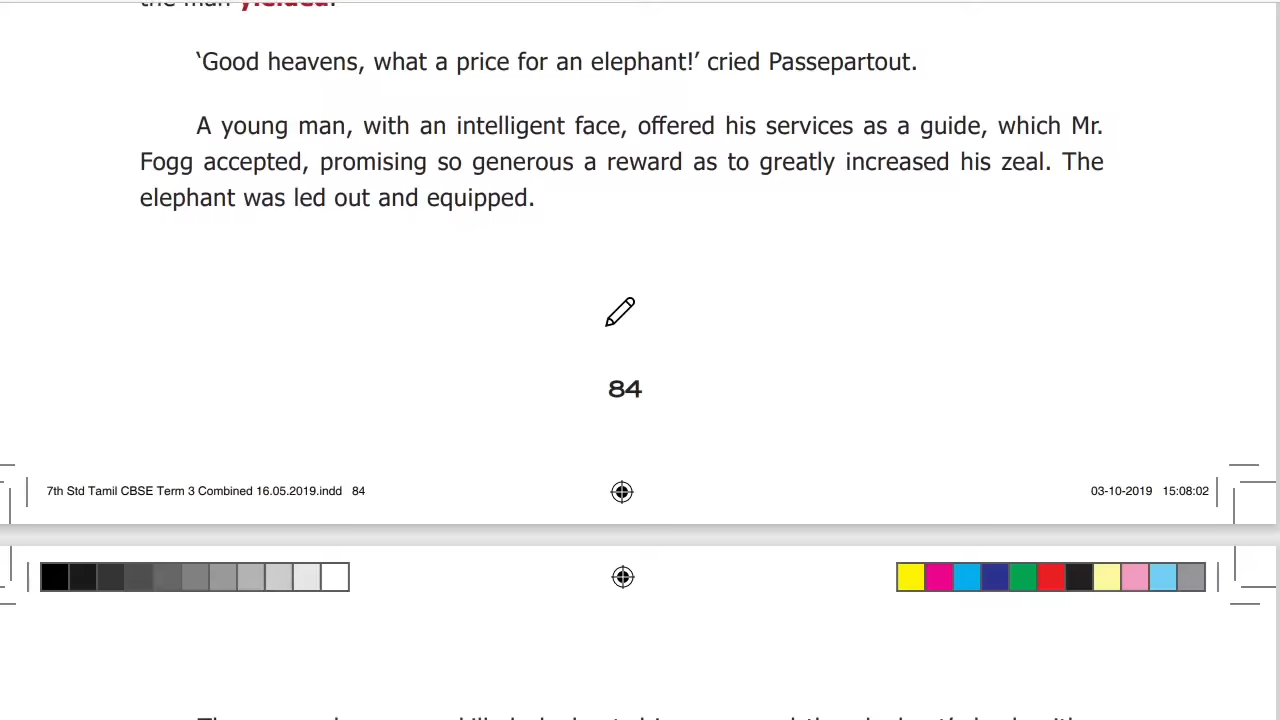 the man yielded.
‘Good heavens, what a price for an elephant!’ cried Passepartout.
A young man, with an intelligent face, offered his services as a guide, which Mr.
Fogg accepted, promising so generous a reward as to greatly increased his zeal. The
elephant was led out and equipped.
84
7th Std Tamil CBSE Term 3 Combined 16.05.2019.indd 84
03-10-2019 15:08:02